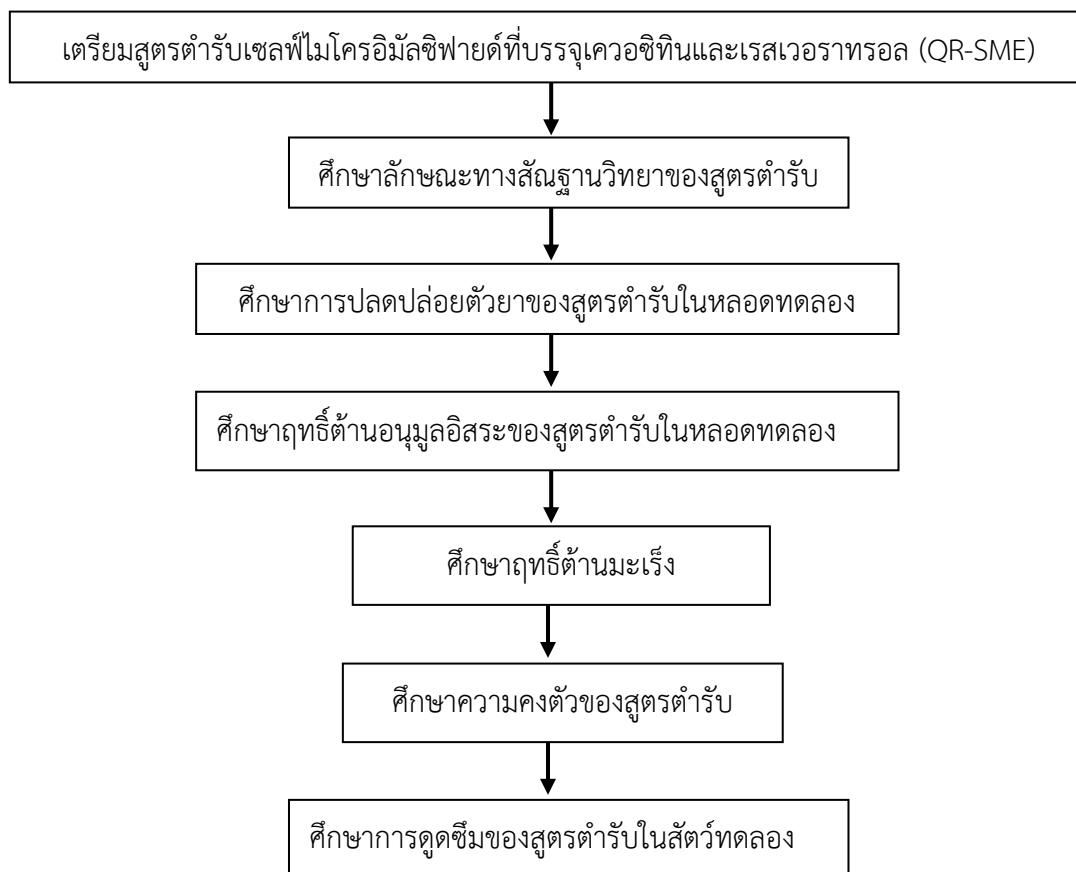 เตรียมสูตรตำรับเซลฟ์ไมโครอิมัลซิฟายด์ที่บรรจุเควอซิทินและเรสเวอราทรอล (QR-SME)
ศึกษาลักษณะทางสัณฐานวิทยาของสูตรตำรับ
ศึกษาการปลดปล่อยตัวยาของสูตรตำรับในหลอดทดลอง
ศึกษาฤทธิ์ต้านอนุมูลอิสระของสูตรตำรับในหลอดทดลอง
ศึกษาฤทธิ์ต้านมะเร็ง
ศึกษาความคงตัวของสูตรตำรับ
ศึกษาการดูดซึมของสูตรตำรับในสัตว์ทดลอง